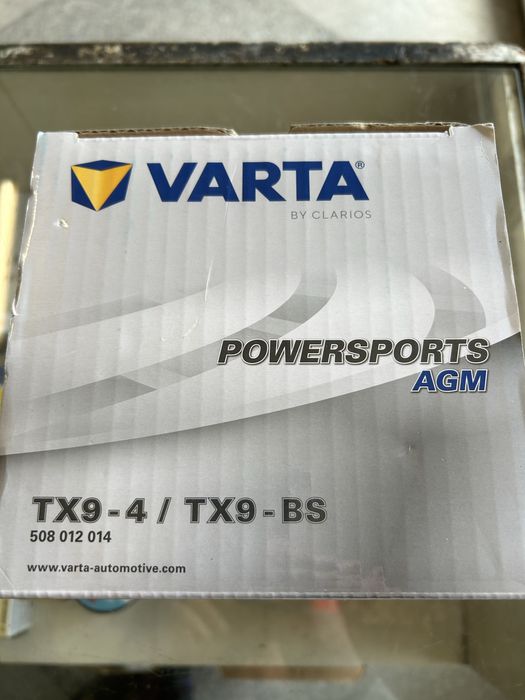 VARTA®
BY CLARIOS
POWERSPORTS
AGM
TX9-4 / TX9-BS
508 012 014
www.varta-automotive.com